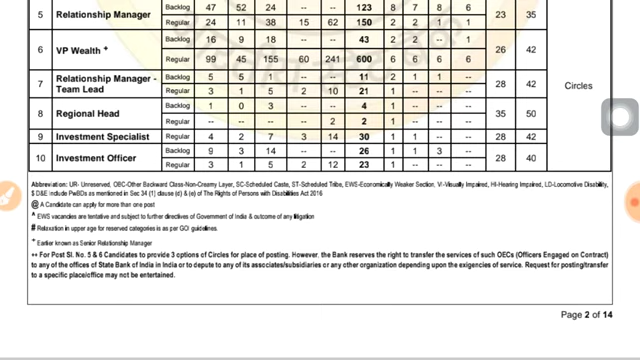 5 Relationship Manager Backlog 47 52 24 -- -- 123 8 7 8 6 23 35
Regular 24 11 38 15 62 150 2 2 1 1
6 VP Wealth + Backlog 16 9 18 -- -- 43 2 2 -- 1 26 42
Regular 99 45 155 60 241 600 6 6 6 6
7 Relationship Manager - Team Lead Backlog 5 5 1 -- -- 11 2 1 1 -- 28 42
Regular 3 1 5 2 10 21 1 -- -- --
Circles
8 Regional Head Backlog 1 0 3 -- -- 4 1 -- -- -- 35 50
Regular -- -- -- -- 2 2 1 -- -- --
9 Investment Specialist Regular 4 2 7 3 14 30 1 1 -- -- 28 42
10 Investment Officer Backlog 9 3 14 -- -- 26 1 1 3 -- 28 40
Regular 3 1 5 2 12 23 1 -- -- --
Abbreviation: UR- Unreserved, OBC-Other Backward Class-Non-Creamy Layer, SC-Scheduled Caste, ST-Scheduled Tribe, EWS-Economically Weaker Section, VI-Visually Impaired, HI-Hearing Impaired, LD-Locomotive Disability,
D&E include PwBDs as mentioned in Sec 34 (1) clause (d) & (e) of The Rights of Persons with Disabilities Act 2016
@ A Candidate can apply for more than one post
^ EWS vacancies are tentative and subject to further directives of Government of India & outcome of any litigation
# Relaxation in upper age for reserved categories is as per GOI guidelines.
+ Earlier known as Senior Relationship Manager
** For Post Sl. No. 5 & 6 Candidates to provide 3 options of Circles for place of posting. However, the Bank reserves the right to transfer the services of such OECs (Officers Engaged on Contract)
to any of the offices of State Bank of India in India or to depute to any of its associates/subsidiaries or any other organization depending upon the exigencies of service. Request for posting/transfer
to a specific place/office may not be entertained.
Page 2 of 14